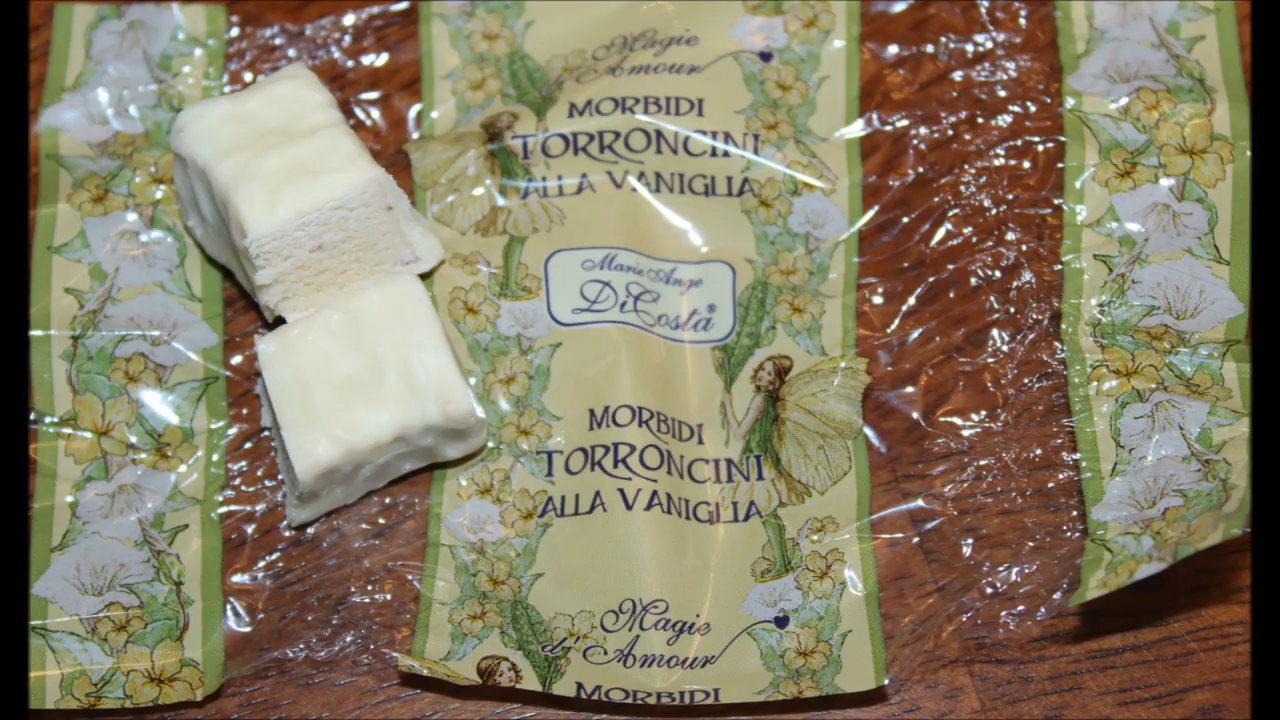 Magie
d'Amour
MORBIDI
TORRONCINI
ALLA VANIGLIA
Marie Ange
DiCosta®
MORBIDI
TORRONCINI
ALLA VANIGLIA
Magie
d'Amour
MORBIDI